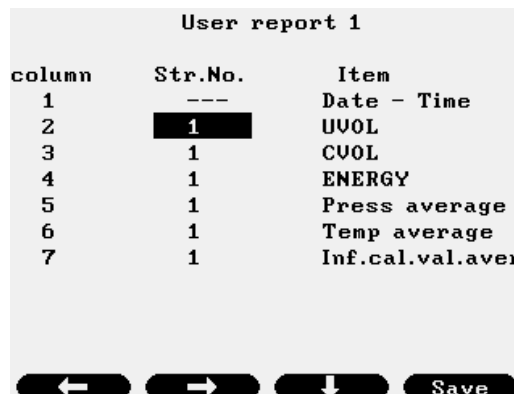 User report 1
column Str.No. Item
1 --- Date - Time
2 1 UVOL
3 1 CVOL
4 1 ENERGY
5 1 Press average
6 1 Temp average
7 1 Inf.cal.val.aver
← → ↓ Save